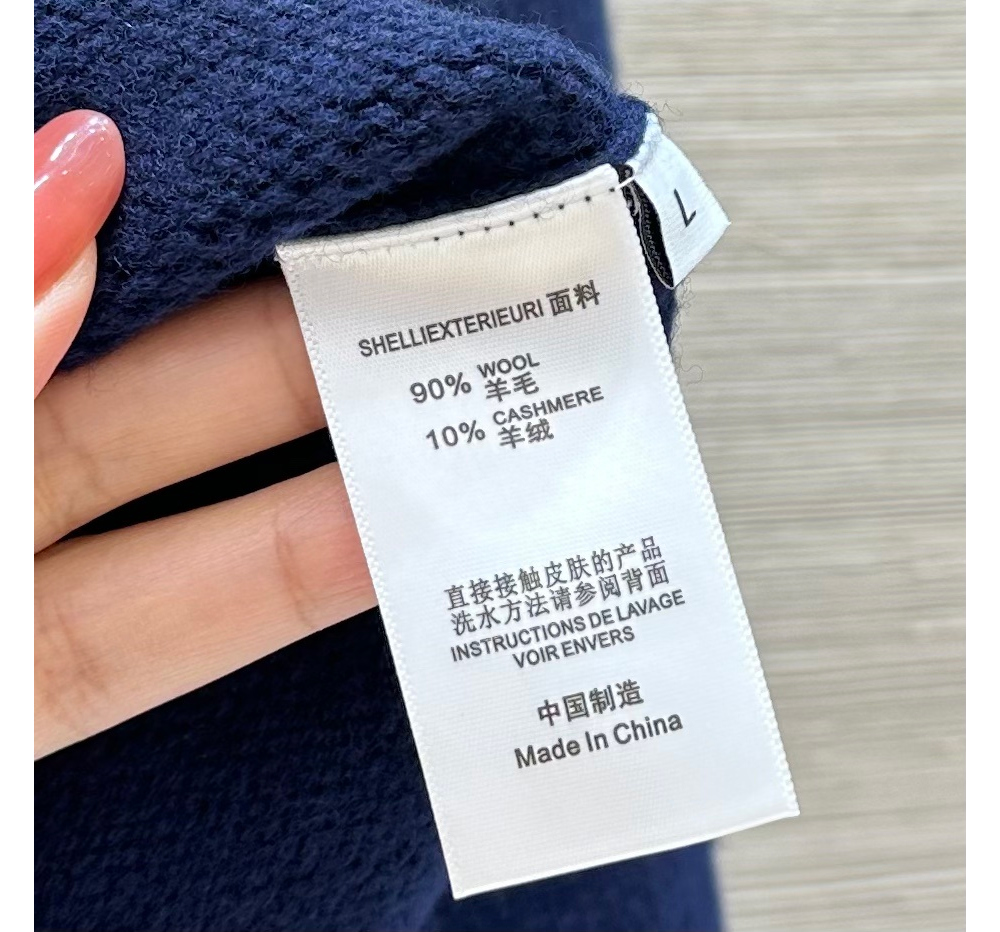 L
SHELLIEXTERIEURI 面料
90% WOOL
羊毛
10% CASHMERE
羊绒
直接接触皮肤的产品
洗水方法请参阅背面
INSTRUCTIONS DE LAVAGE
VOIR ENVERS
中国制造
Made In China